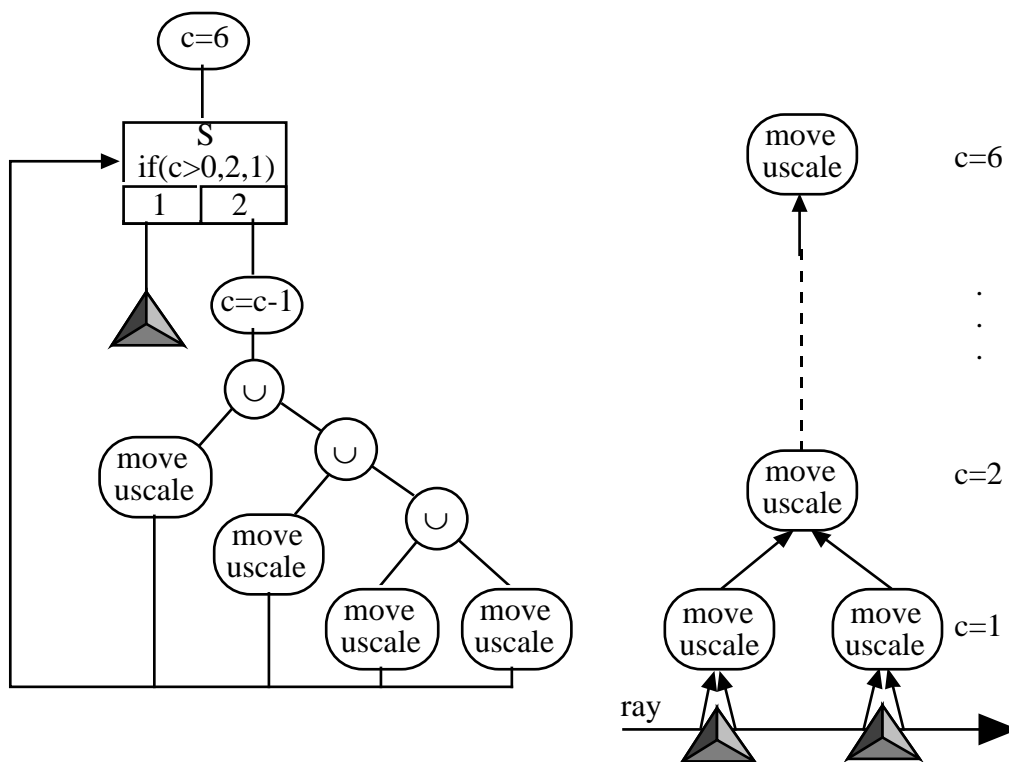 c=6
S
if(c>0,2,1)
1 2
c=c-1
∪
∪
∪
move
uscale
move
uscale
move
uscale
move
uscale
move
uscale
c=6
.
.
.
move
uscale
c=2
move
uscale
move
uscale
c=1
ray